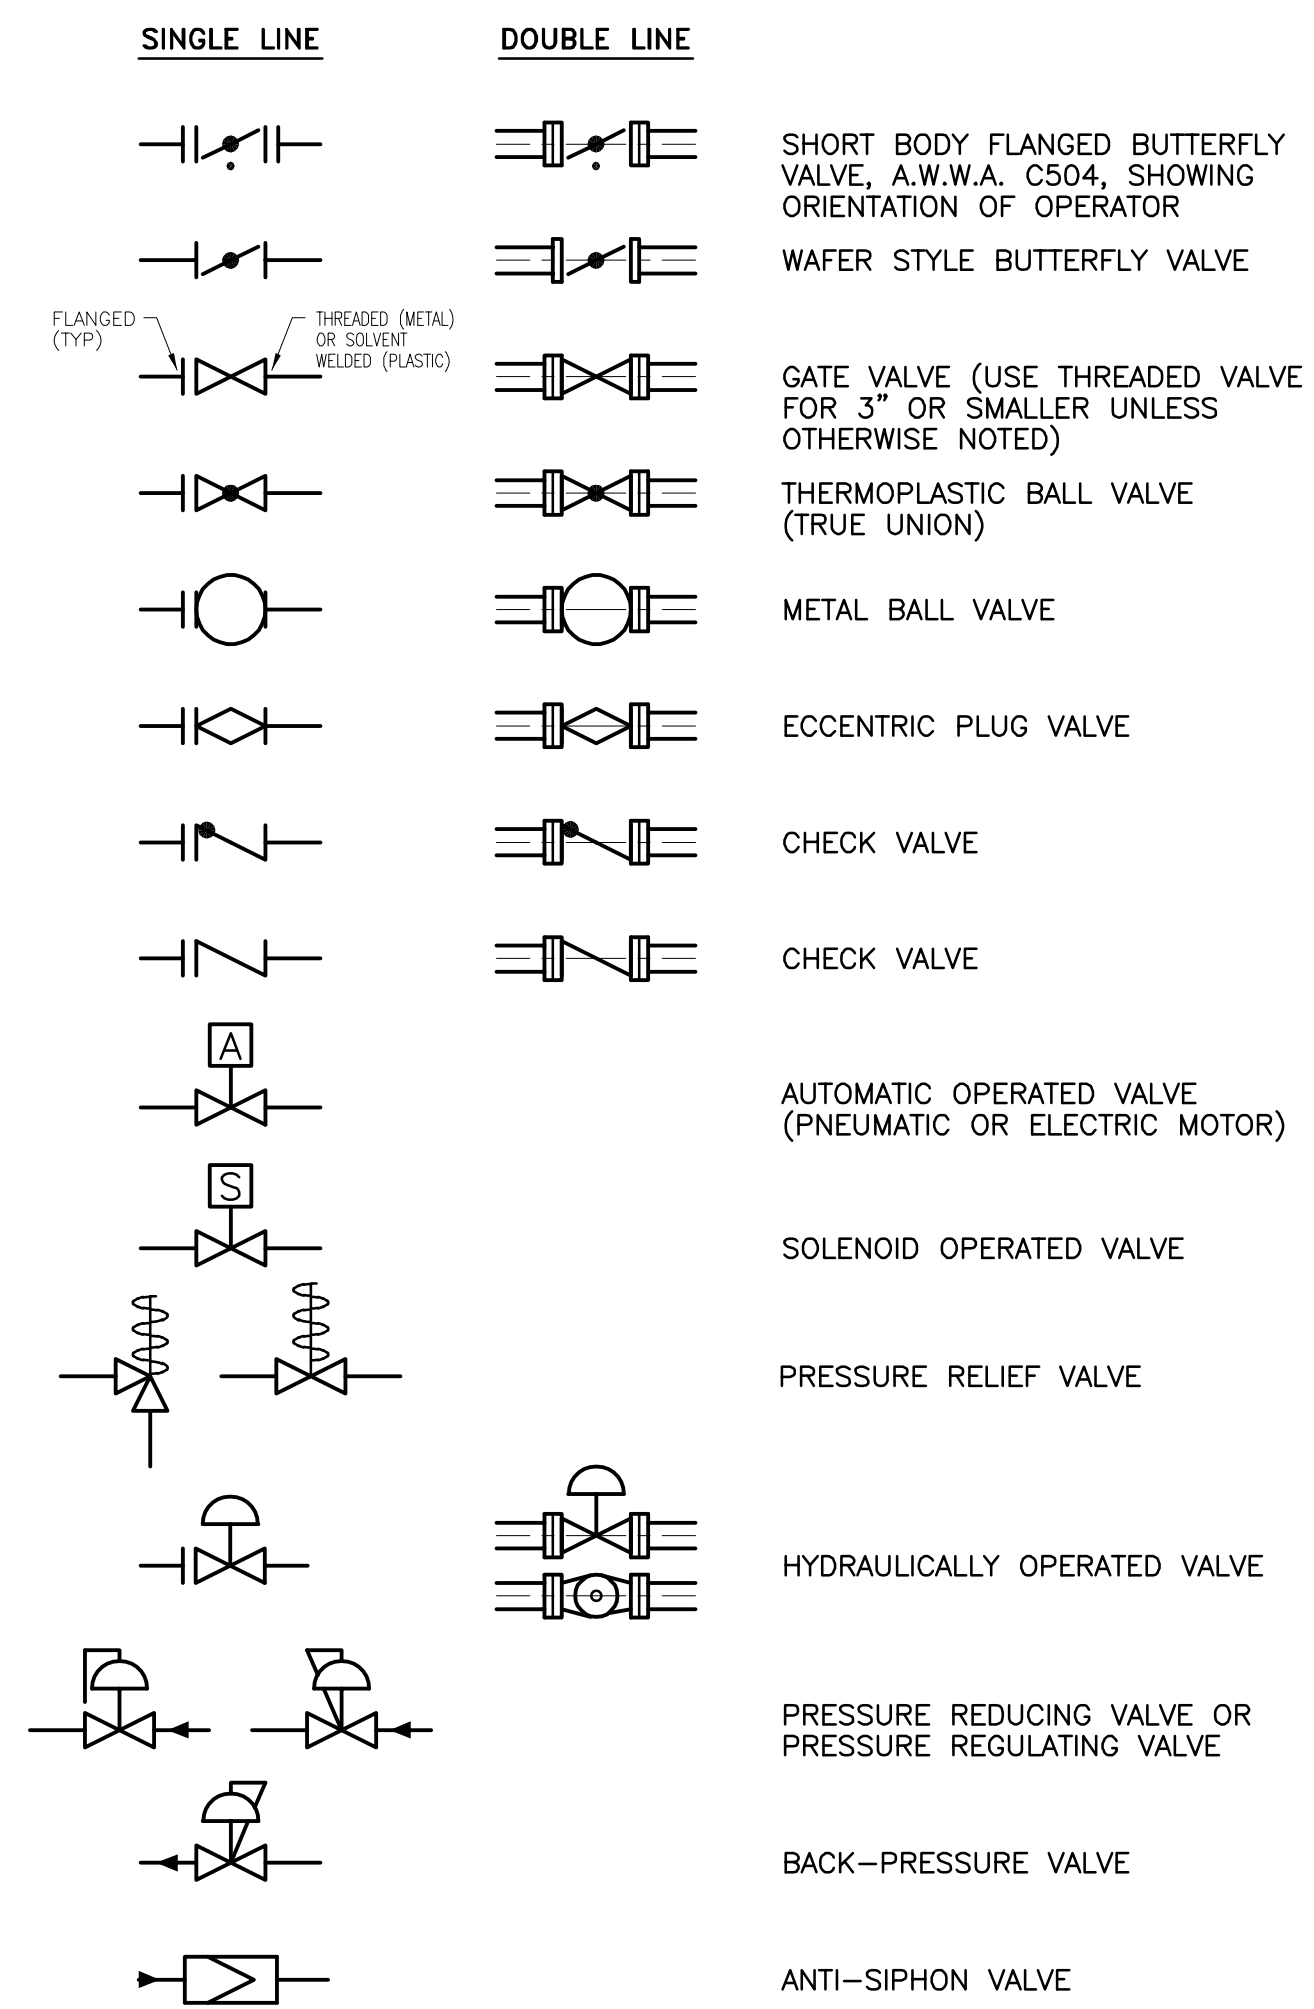 SINGLE LINE
DOUBLE LINE
SHORT BODY FLANGED BUTTERFLY
VALVE, A.W.W.A. C504, SHOWING
ORIENTATION OF OPERATOR
WAFER STYLE BUTTERFLY VALVE
FLANGED
(TYP)
THREADED (METAL)
OR SOLVENT
WELDED (PLASTIC)
GATE VALVE (USE THREADED VALVE
FOR 3" OR SMALLER UNLESS
OTHERWISE NOTED)
THERMOPLASTIC BALL VALVE
(TRUE UNION)
METAL BALL VALVE
ECCENTRIC PLUG VALVE
CHECK VALVE
CHECK VALVE
A
AUTOMATIC OPERATED VALVE
(PNEUMATIC OR ELECTRIC MOTOR)
S
SOLENOID OPERATED VALVE
PRESSURE RELIEF VALVE
HYDRAULICALLY OPERATED VALVE
PRESSURE REDUCING VALVE OR
PRESSURE REGULATING VALVE
BACK-PRESSURE VALVE
ANTI-SIPHON VALVE